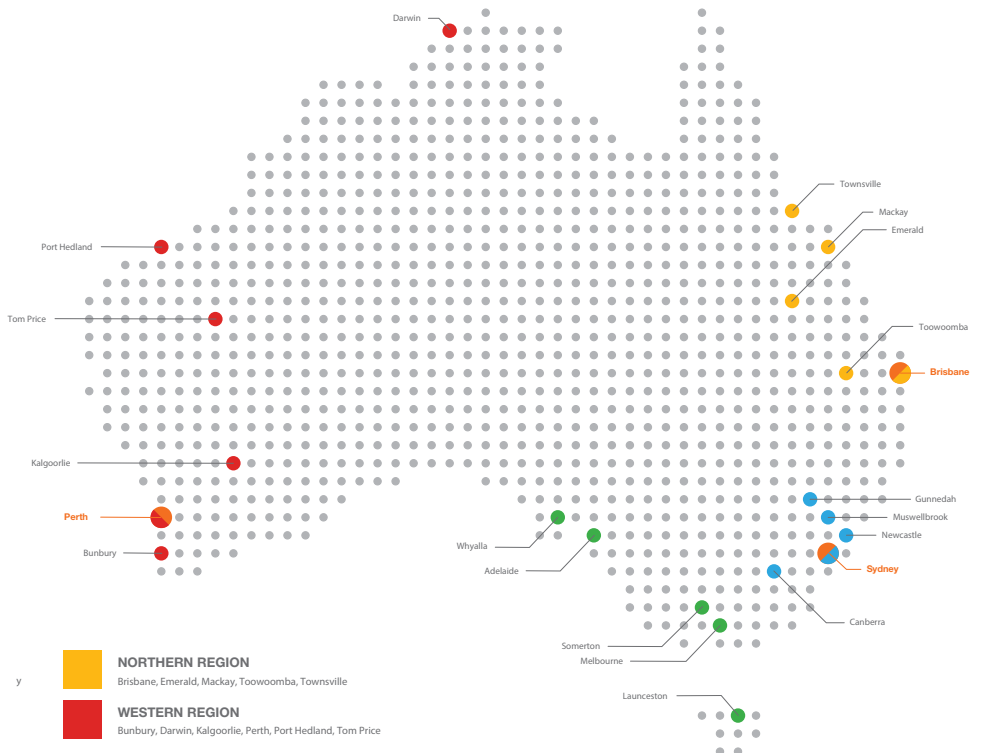 Darwin
Townsville
Mackay
Emerald
Port Hedland
Tom Price
Toowoomba
Brisbane
Kalgoorlie
Gunnedah
Perth
Muswellbrook
Newcastle
Whyalla
Bunbury
Adelaide
Sydney
Canberra
Somerton
Melbourne
Launceston
y
NORTHERN REGION
Brisbane, Emerald, Mackay, Toowoomba, Townsville
WESTERN REGION
Bunbury, Darwin, Kalgoorlie, Perth, Port Hedland, Tom Price